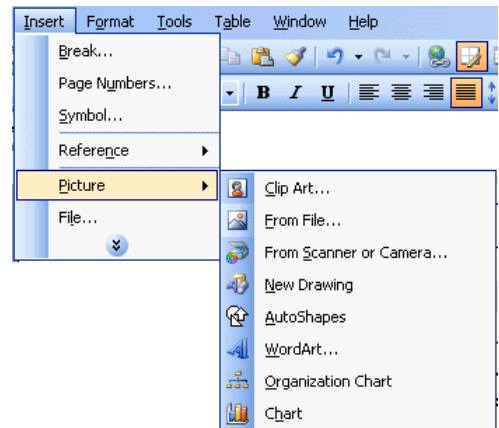 Insert Format Tools Table Window Help
Break...
Page Numbers...
B I U
Symbol...
Reference
Picture
Clip Art...
File...
From File...
From Scanner or Camera...
New Drawing
AutoShapes
WordArt...
Organization Chart
Chart